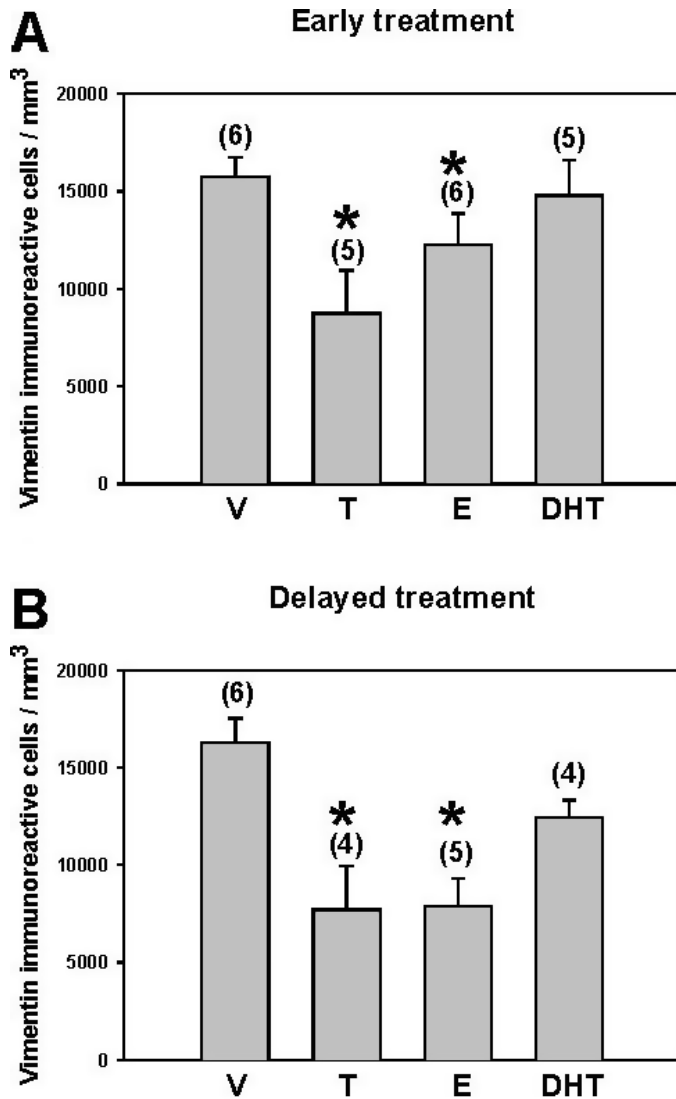 A
Early treatment
Vimentin immunoreactive cells / mm³
20000
15000
10000
5000
0
(6)
*
(5)
*
(6)
(5)
V T E DHT
B
Delayed treatment
Vimentin immunoreactive cells / mm³
20000
15000
10000
5000
0
(6)
*
(4)
*
(5)
(4)
V T E DHT